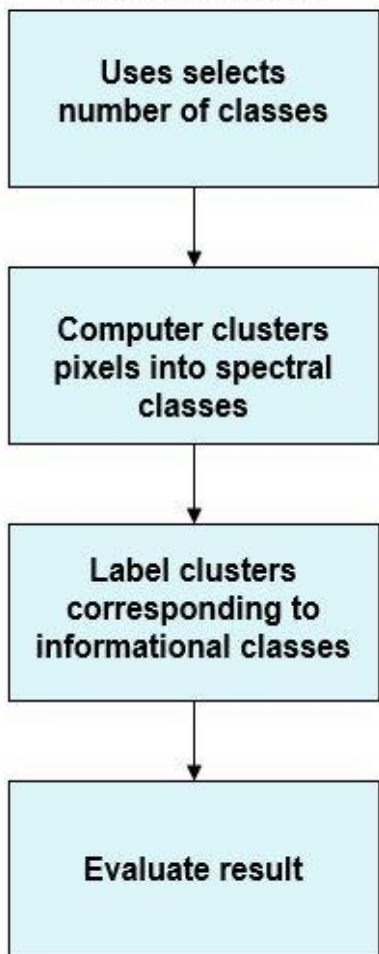 Uses selects
number of classes
Computer clusters
pixels into spectral
classes
Label clusters
corresponding to
informational classes
Evaluate result